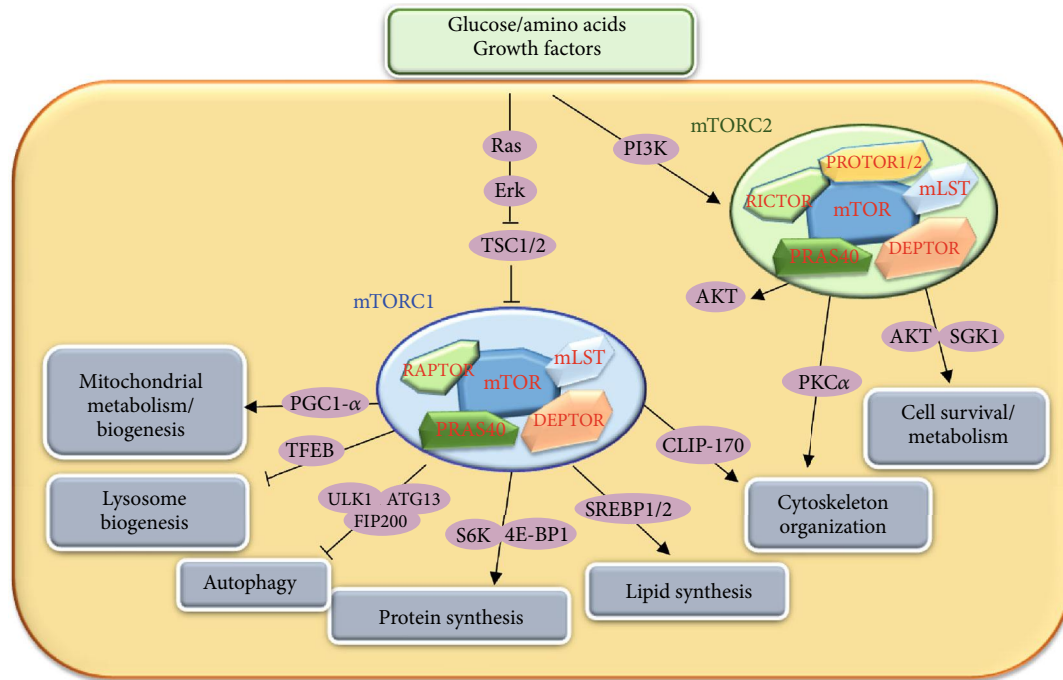 Glucose/amino acids
Growth factors
mTORC2
Ras
PI3K
PROTOR1/2
mLST
RICTOR
mTOR
Erk
TSC1/2
PRAS40
DEPTOR
AKT
mTORC1
AKT
SGK1
RAPTOR
mTOR
mLST
PKCα
Mitochondrial
metabolism/
biogenesis
PGC1-α
PRAS40
DEPTOR
Cell survival/
metabolism
TFEB
CLIP-170
Lysosome
biogenesis
ULK1
ATG13
FIP200
SREBP1/2
Cytoskeleton
organization
S6K
4E-BP1
Autophagy
Lipid synthesis
Protein synthesis